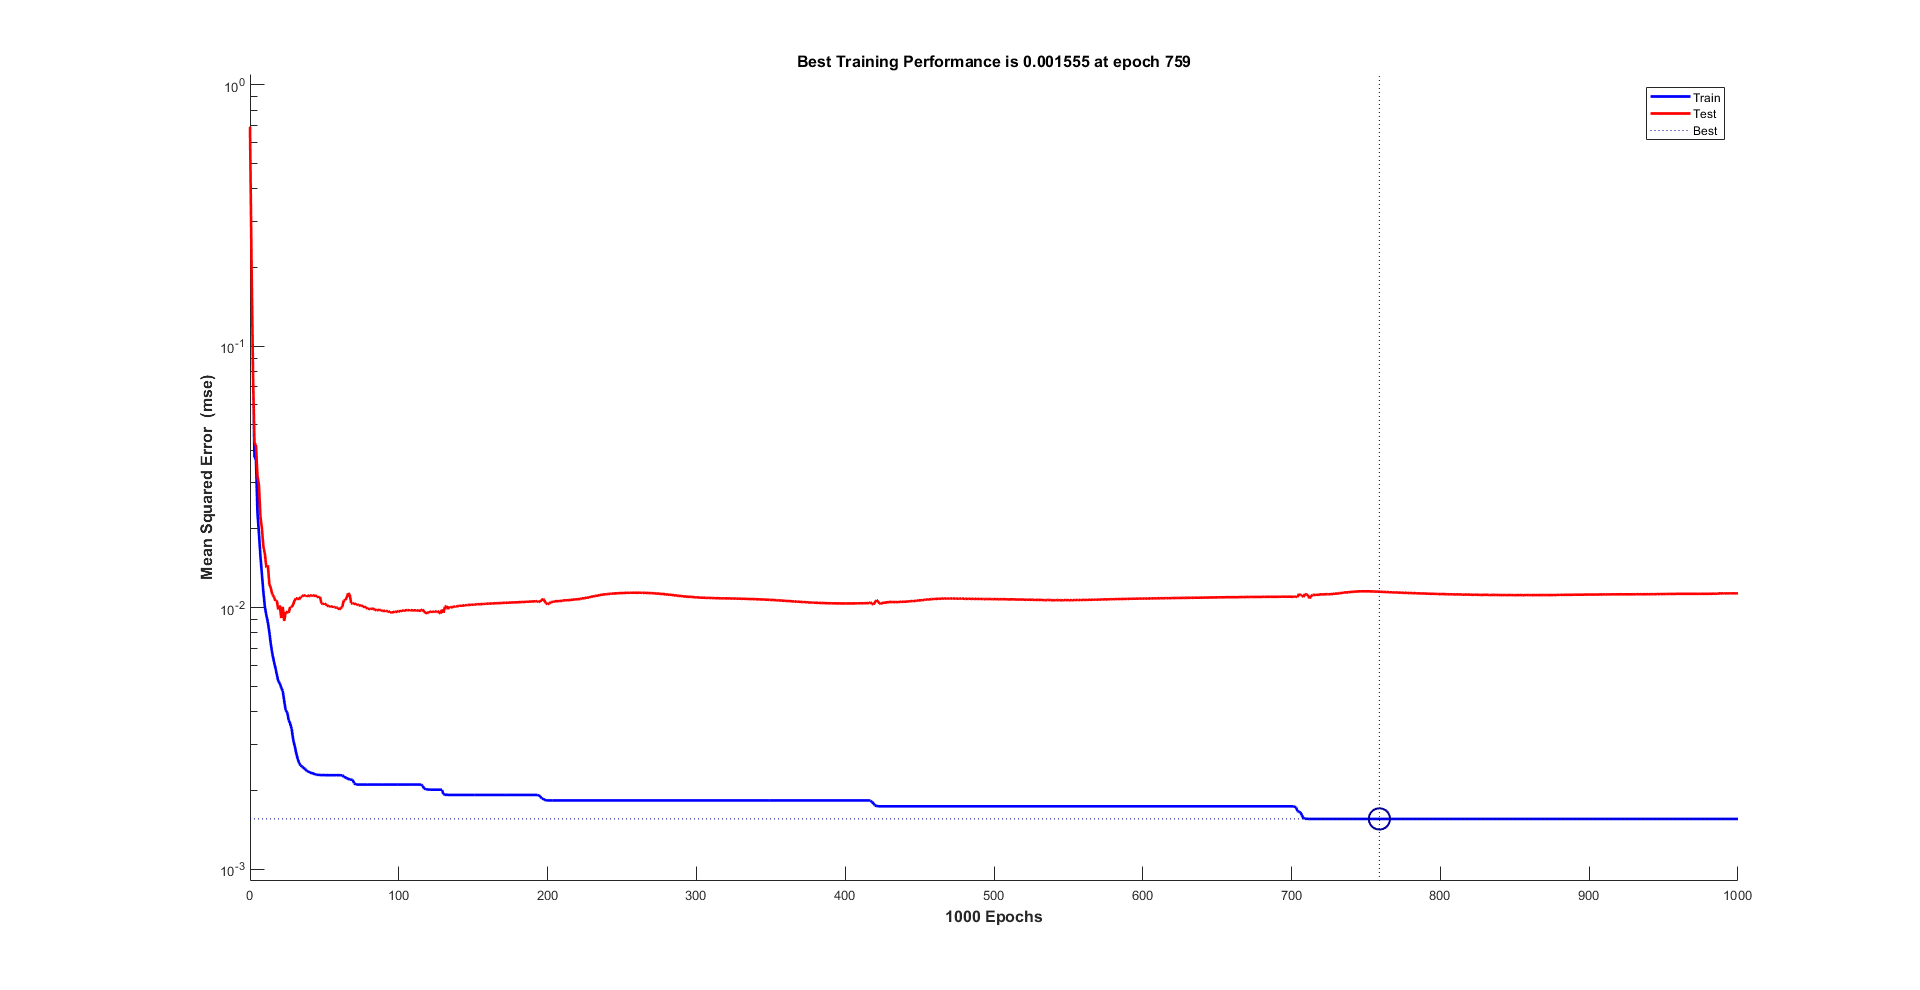 Best Training Performance is 0.001555 at epoch 759
10^0
10^-1
10^-2
10^-3
Mean Squared Error (mse)
Train
Test
Best
0 100 200 300 400 500 600 700 800 900 1000
1000 Epochs